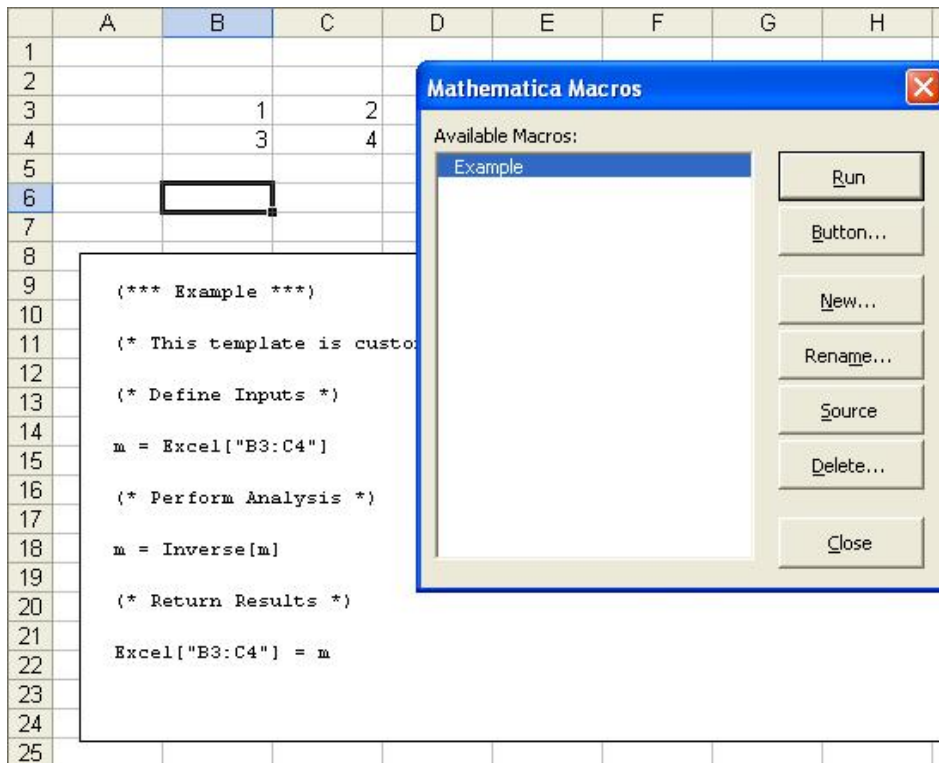 A B C D E F G H
1
2
Mathematica Macros
3 1 2
4 3 4
Available Macros:
5
Example
Run
6
7
Button...
8
9
(*** Example ***)
New...
10
11
(* This template is
Rename...
12
13
(* Define Inputs *)
Source
14
15
m = Excel["B3:C4"]
Delete...
16
(* Perform Analysis *)
17
18
m = Inverse[m]
Close
19
20
(* Return Results *)
21
22
Excel["B3:C4"] = m
23
24
25